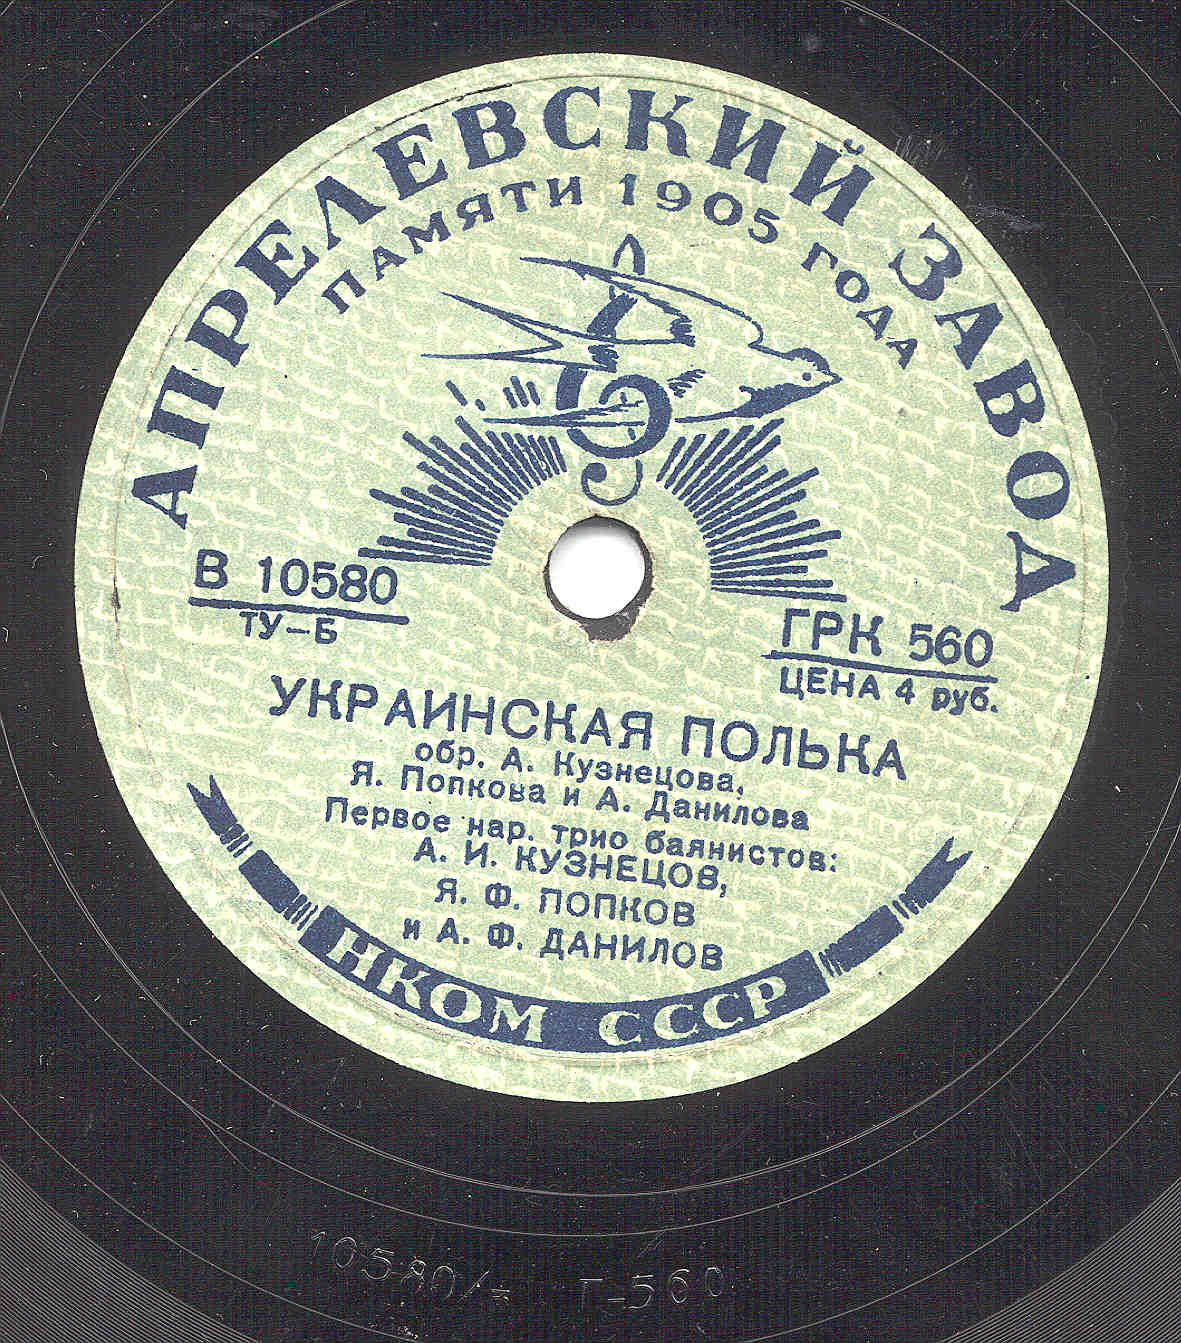 АПРЕЛЕВСКИЙ ЗАВОД
ПАМЯТИ 1905 ГОДА
В 10580
ТУ-Б
ГРК 560
ЦЕНА 4 руб.
УКРАИНСКАЯ ПОЛЬКА
обр. А. Кузнецова,
Я. Попкова и А. Данилова
Первое нар. трио баянистов:
А. И. КУЗНЕЦОВ,
Я. Ф. ПОПКОВ
и А. Ф. ДАНИЛОВ
НКОМ СССР
Г-560